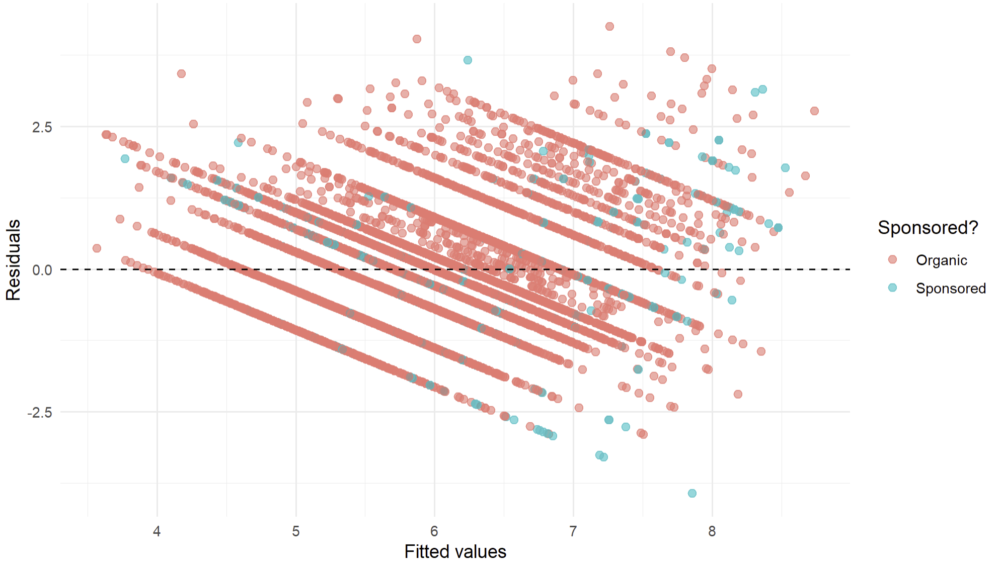 2.5
0.0
-2.5
Residuals
4 5 6 7 8
Fitted values
Sponsored?
Organic
Sponsored